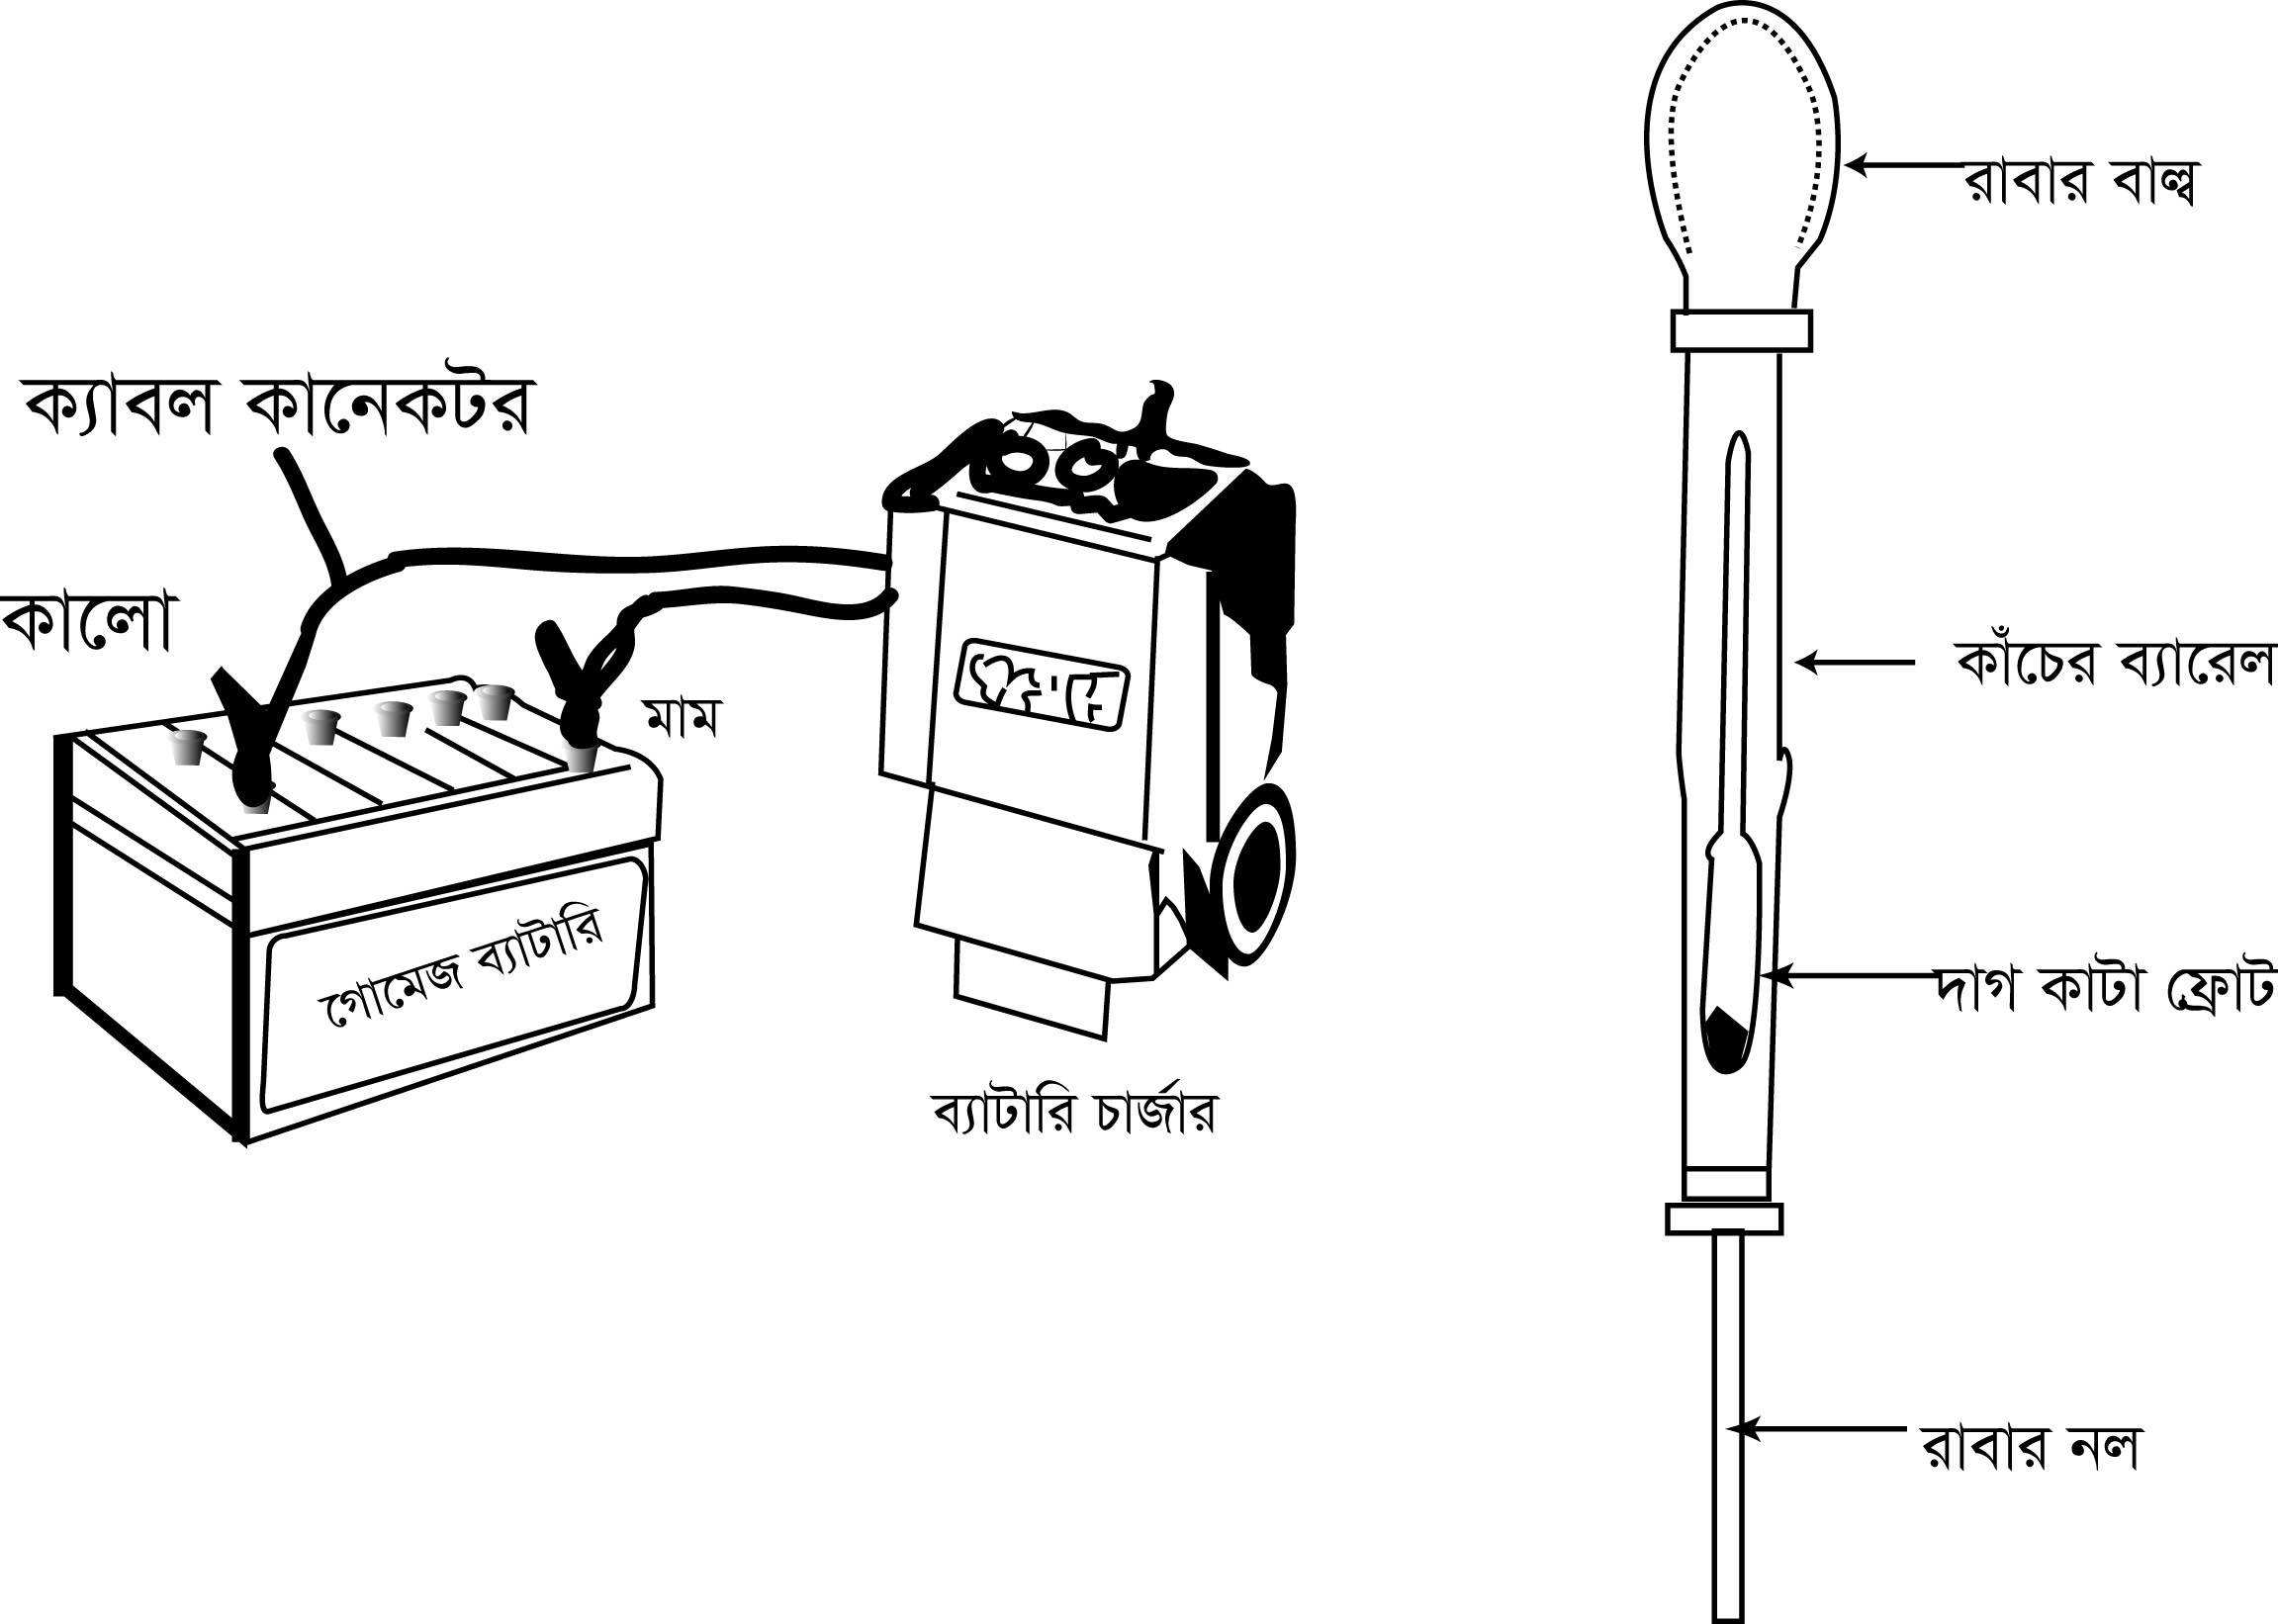 ক্যাবল কানেকটর
কালো
ব্যাটারি
ব্যাটারি চার্জার
রাবার বাল্ব
কাঁচের ব্যারেল
দাগ কাটা ফ্লোট
রাবার নল